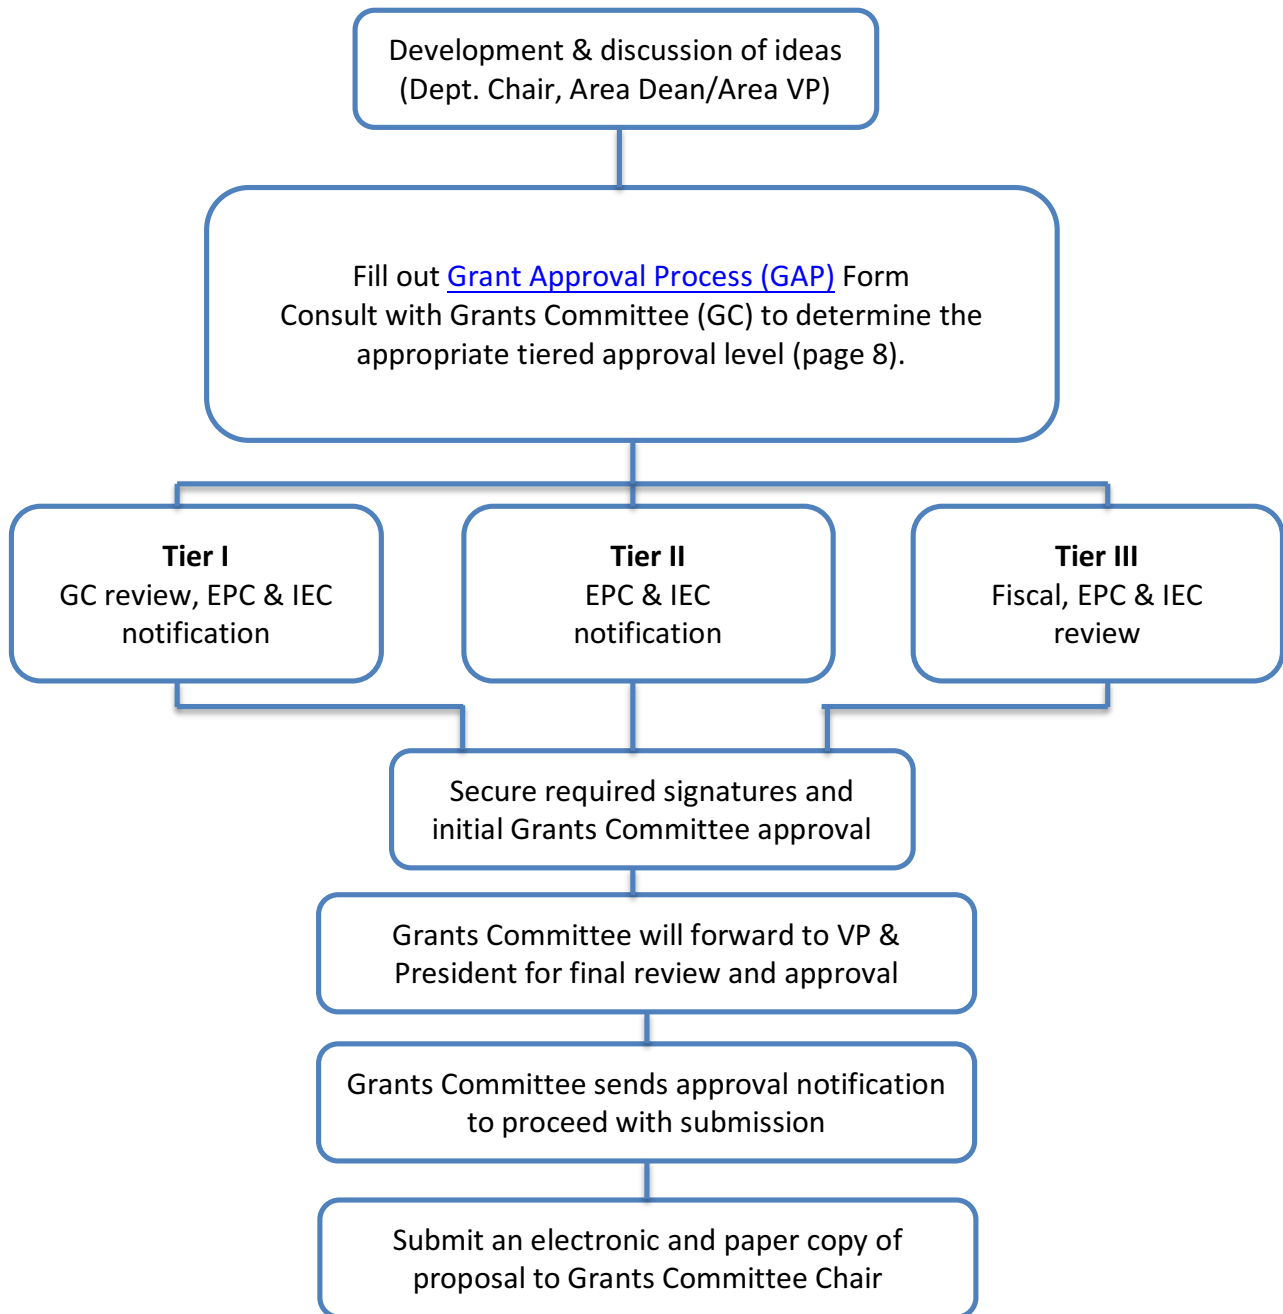 Development & discussion of ideas
(Dept. Chair, Area Dean/Area VP)
Fill out Grant Approval Process (GAP) Form
Consult with Grants Committee (GC) to determine the
appropriate tiered approval level (page 8).
Tier I
GC review, EPC & IEC
notification
Tier II
EPC & IEC
notification
Tier III
Fiscal, EPC & IEC
review
Secure required signatures and
initial Grants Committee approval
Grants Committee will forward to VP &
President for final review and approval
Grants Committee sends approval notification
to proceed with submission
Submit an electronic and paper copy of
proposal to Grants Committee Chair